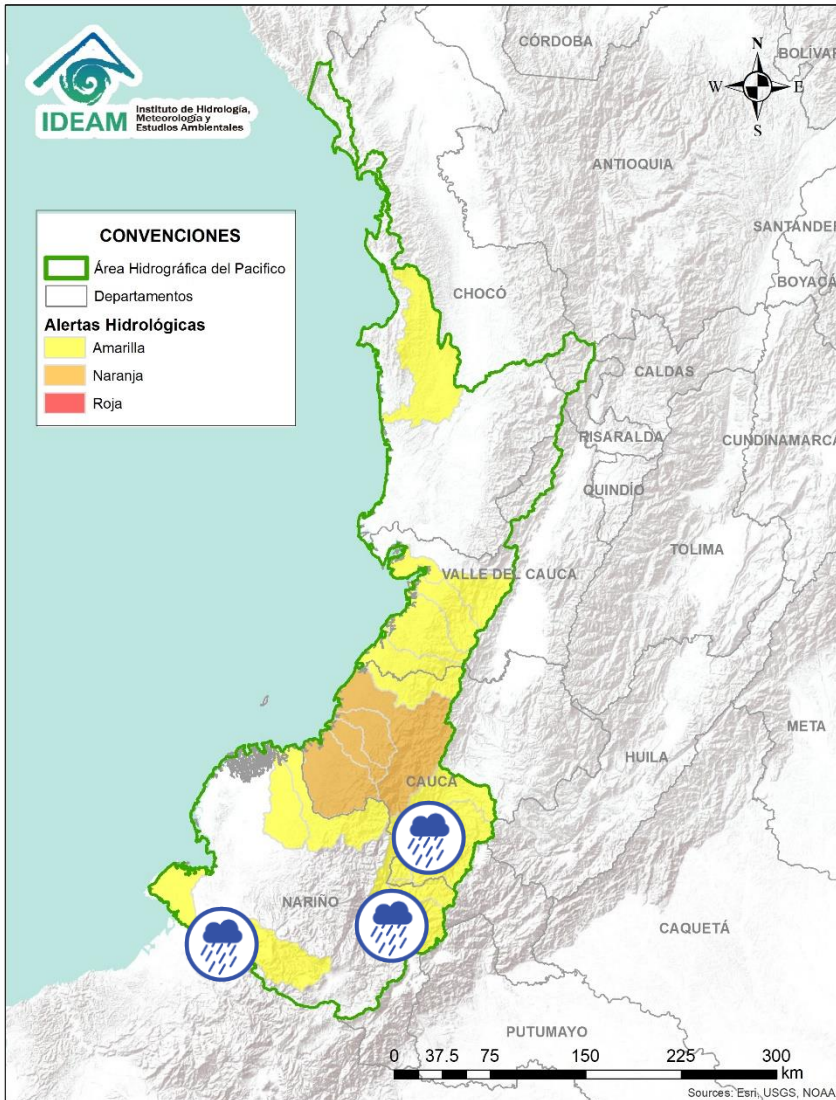 IDEAM
Instituto de Hidrología,
Meteorología y
Estudios Ambientales
CÓRDOBA
BOLÍVAR
N
W E
S
ANTIOQUIA
SANTANDER
BOYACÁ
CONVENCIONES
Área Hidrográfica del Pacifico
Departamentos
Alertas Hidrológicas
Amarilla
Naranja
Roja
CHOCÓ
CALDAS
RISARALDA
CUNDINAMARCA
QUINDÍO
TOLIMA
VALLE DEL CAUCA
META
HUILA
CAUCA
NARIÑO
CAQUETÁ
PUTUMAYO
0 37.5 75 150 225 300
km
Sources: Esri, USGS, NOAA